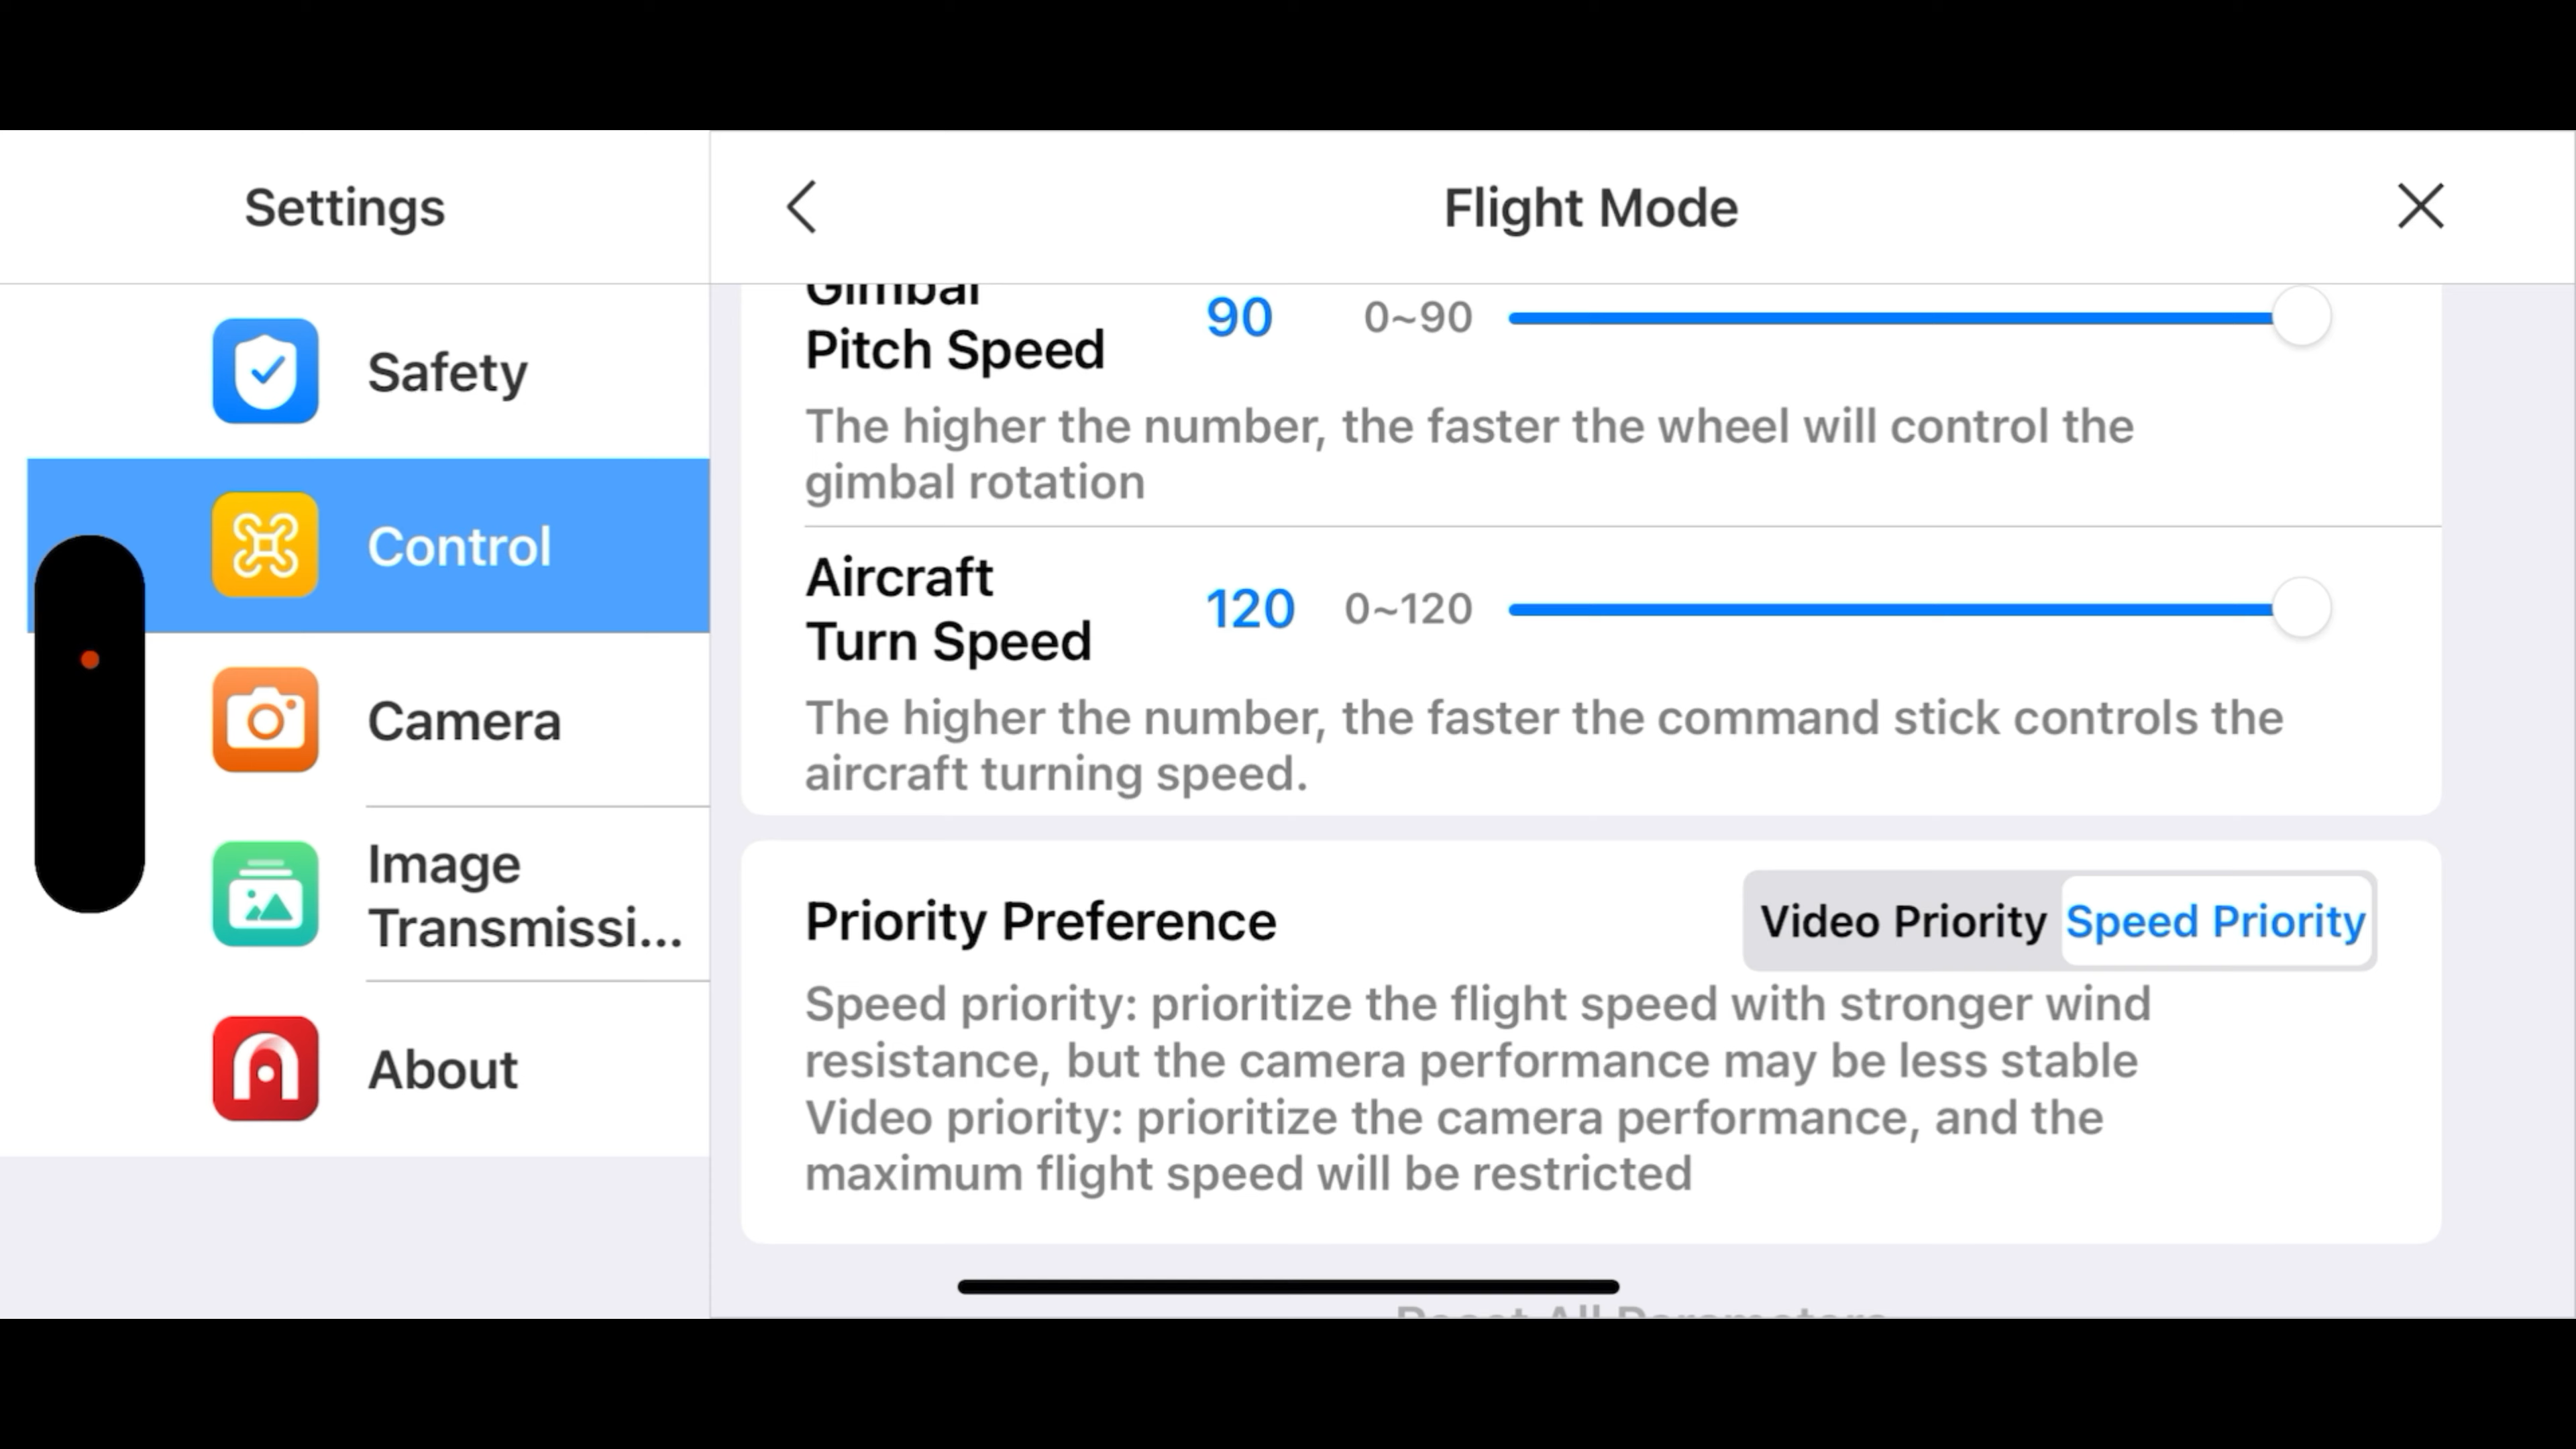 Settings
Safety
Control
Camera
Image
Transmissi...
About
Flight Mode
Gimbal
Pitch Speed
90
0~90
The higher the number, the faster the wheel will control the
gimbal rotation
Aircraft
Turn Speed
120
0~120
The higher the number, the faster the command stick controls the
aircraft turning speed.
Priority Preference
Video Priority
Speed Priority
Speed priority: prioritize the flight speed with stronger wind
resistance, but the camera performance may be less stable
Video priority: prioritize the camera performance, and the
maximum flight speed will be restricted
Reset All Parameters